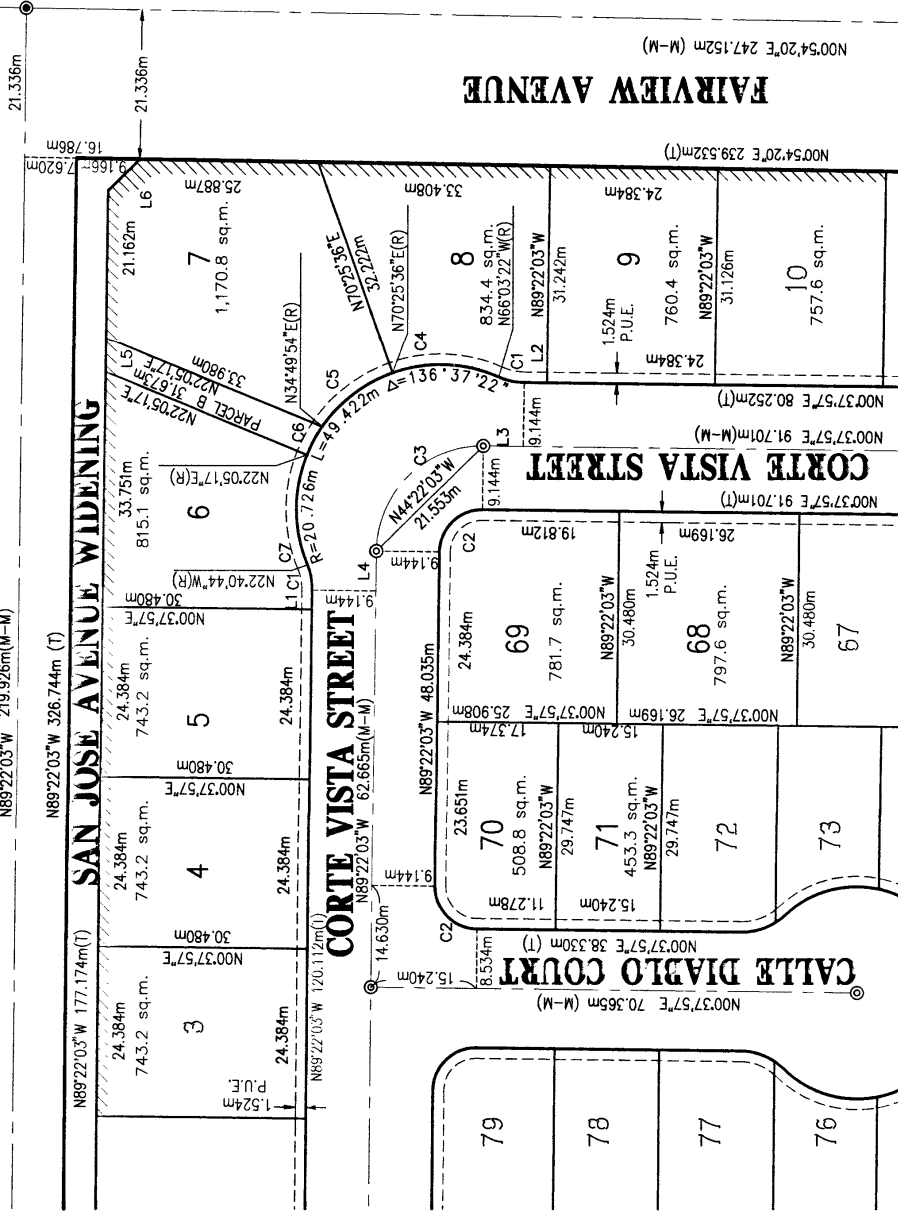 21.336m
21.336m
N00°54'20"E 247.152m (M-M)
FAIRVIEW AVENUE
N00°54'20"E 239.532m(T)
16.786m
7.620m
9.166m
L6
25.887m
21.162m
7
1,170.8 sq.m.
N34°49'54"E(R)
N70°25'36"E
32.222m
33.408m
N70°25'36"E(R)
8
834.4 sq.m.
N66°03'22"W(R)
N89°22'03"W
31.242m
24.384m
9
760.4 sq.m.
1.524m
P.U.E.
24.384m
N89°22'03"W
31.126m
10
757.6 sq.m.
L5
33.980m
N22°05'17"E
PARCEL B 31.673m
N22°05'17"E
C6
C5
C4
C1
L2
L=49.422m
Δ=136°37'22"
R=20.726m
N00°37'57"E 80.252m(T)
N00°37'57"E 91.701m(M-M)
CORTE VISTA STREET
N00°37'57"E 91.701m(T)
9.144m
L3
9.144m
C3
N44°22'03"W
21.553m
L4
9.144m
9.144m
SAN JOSE AVENUE WIDENING
N89°22'03"W 219.926m(M-M)
N89°22'03"W 326.744m (T)
N89°22'03"W 177.174m(T)
33.751m
815.1 sq.m.
6
N22°05'17"E(R)
C7
N22°40'44"W(R)
C1
L1
30.480m
N00°37'57"E
24.384m
743.2 sq.m.
5
24.384m
30.480m
N00°37'57"E
24.384m
743.2 sq.m.
4
24.384m
30.480m
N00°37'57"E
24.384m
743.2 sq.m.
3
24.384m
P.U.E.
1.524m
N89°22'03"W 120.112m(T)
CORTE VISTA STREET
N89°22'03"W 62.665m(M-M)
N89°22'03"W 48.035m
C2
19.812m
24.384m
69
781.7 sq.m.
N89°22'03"W
30.480m
1.524m
P.U.E.
26.169m
68
797.6 sq.m.
N89°22'03"W
30.480m
67
N00°37'57"E 25.908m
N00°37'57"E 26.169m
17.374m
15.240m
23.651m
70
508.8 sq.m.
N89°22'03"W
29.747m
71
453.3 sq.m.
N89°22'03"W
29.747m
72
73
11.278m
15.240m
C2
9.144m
14.630m
15.240m
8.534m
N00°37'57"E 38.330m (T)
CALLE DIABLO COURT
N00°37'57"E 70.365m (M-M)
79
78
77
76